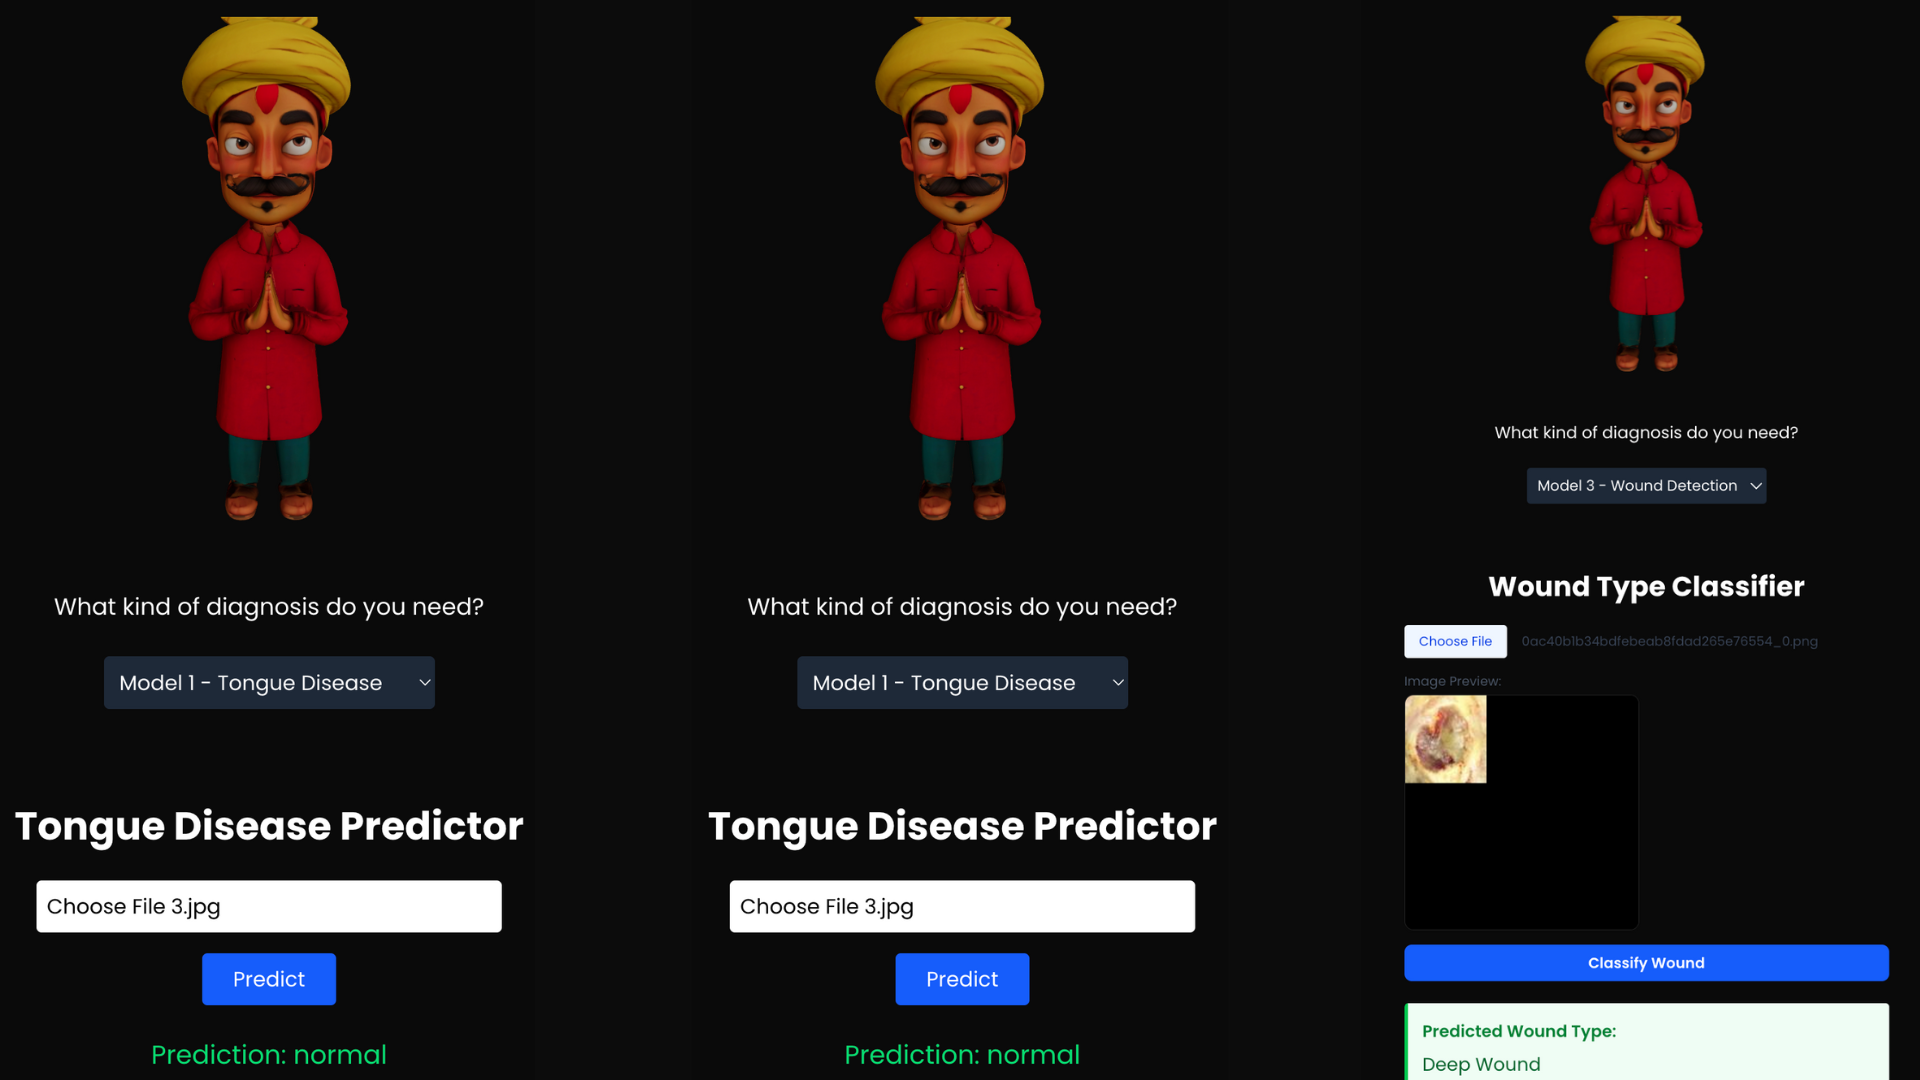 What kind of diagnosis do you need?
Model 1 - Tongue Disease
Tongue Disease Predictor
Choose File 3.jpg
Predict
Prediction: normal
What kind of diagnosis do you need?
Model 1 - Tongue Disease
Tongue Disease Predictor
Choose File 3.jpg
Predict
Prediction: normal
What kind of diagnosis do you need?
Model 3 - Wound Detection
Wound Type Classifier
Choose File 0ac40b1b34bdfebeab8fdad265e76554_0.png
Image Preview:
Classify Wound
Predicted Wound Type:
Deep Wound